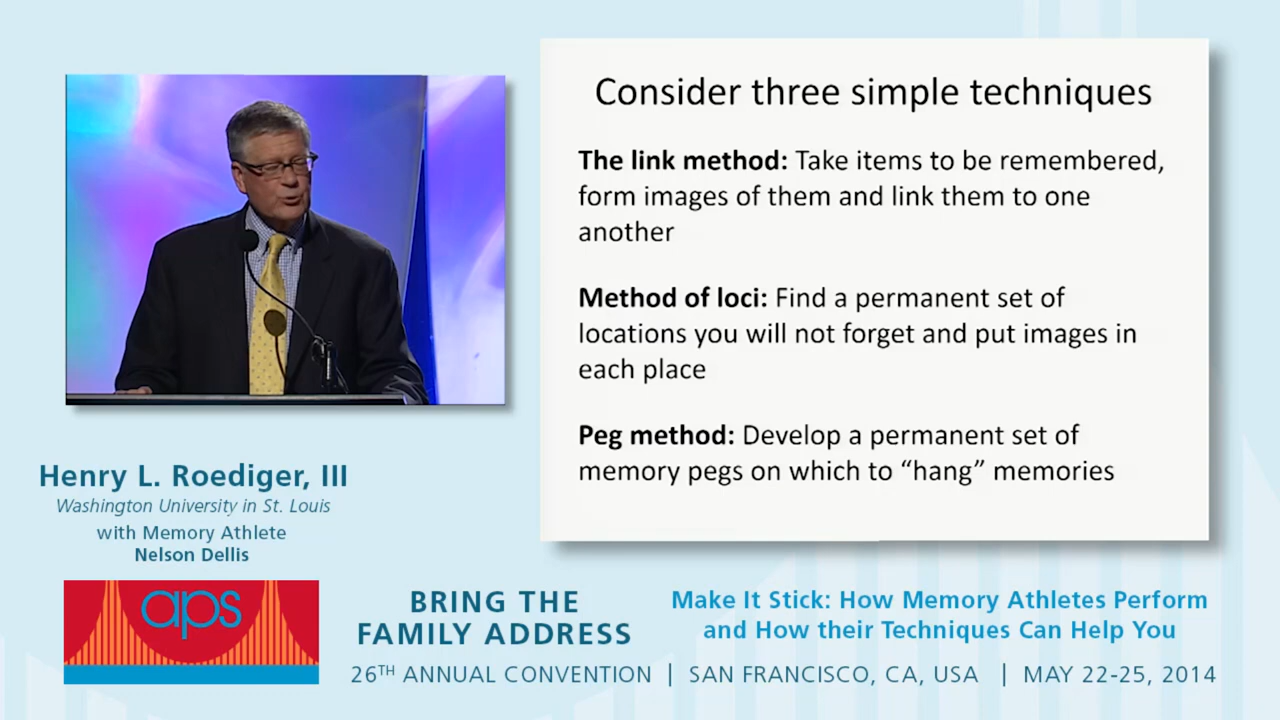 Consider three simple techniques
The link method: Take items to be remembered,
form images of them and link them to one
another
Method of loci: Find a permanent set of
locations you will not forget and put images in
each place
Peg method: Develop a permanent set of
memory pegs on which to “hang” memories
Henry L. Roediger, III
Washington University in St. Louis
with Memory Athlete
Nelson Dellis
aps
BRING THE
FAMILY ADDRESS
Make It Stick: How Memory Athletes Perform
and How their Techniques Can Help You
26TH ANNUAL CONVENTION | SAN FRANCISCO, CA, USA | MAY 22-25, 2014